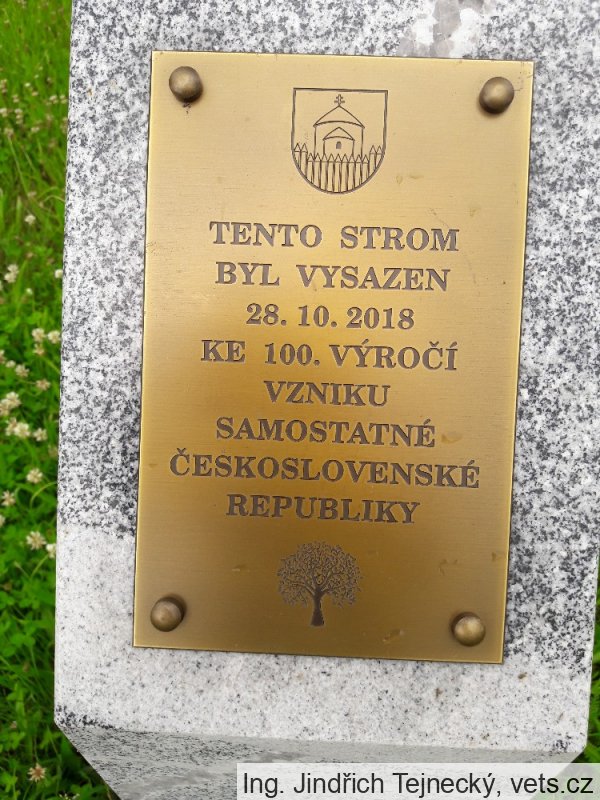 TENTO STROM
BYL VYSAZEN
28. 10. 2018
KE 100. VÝROČÍ
VZNIKU
SAMOSTATNÉ
ČESKOSLOVENSKÉ
REPUBLIKY
Ing. Jindřich Tejnecký, vets.cz